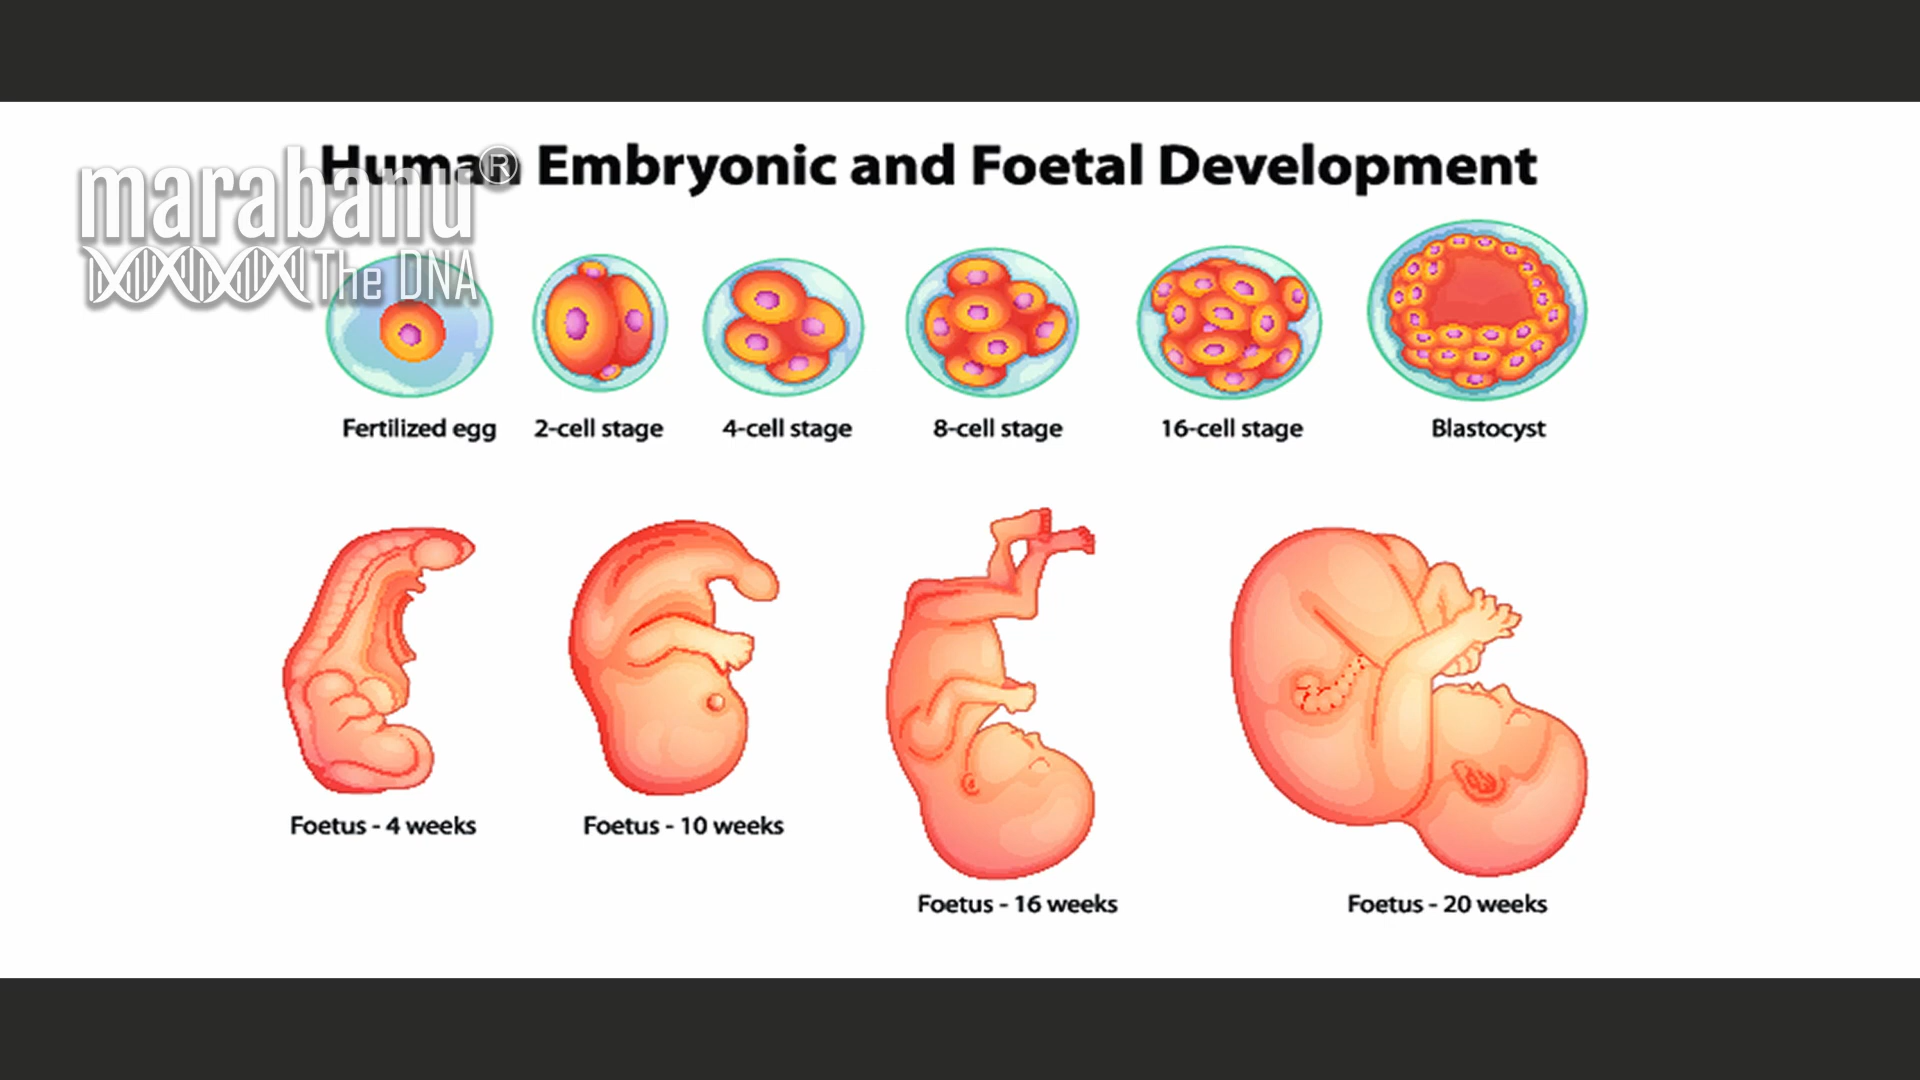 Human Embryonic and Foetal Development
marabanu®
The DNA
Fertilized egg
2-cell stage
4-cell stage
8-cell stage
16-cell stage
Blastocyst
Foetus - 4 weeks
Foetus - 10 weeks
Foetus - 16 weeks
Foetus - 20 weeks